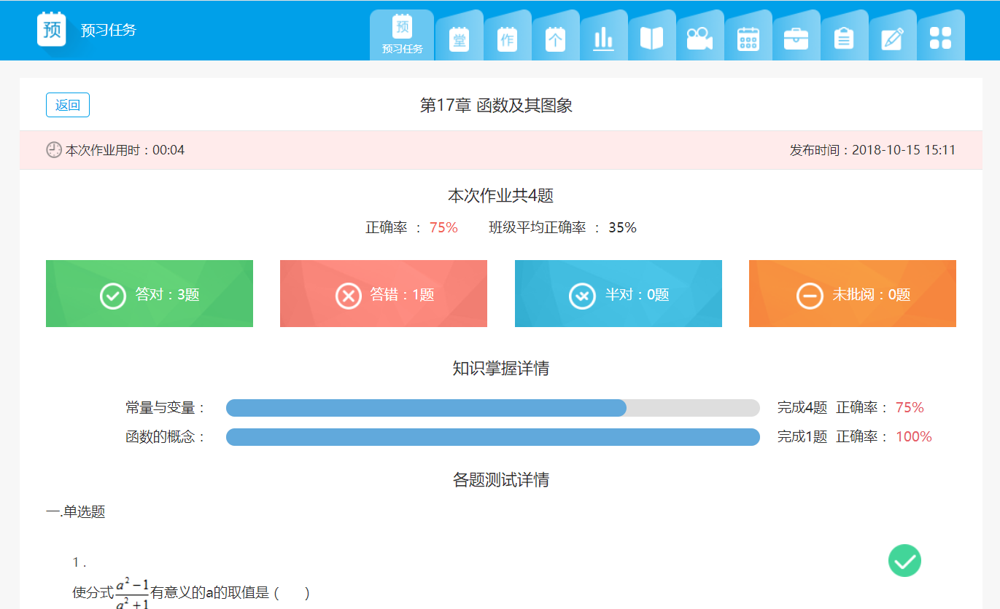 预 预习任务
预 堂 作 个
预习任务
返回 第17章 函数及其图象
本次作业用时：00:04 发布时间：2018-10-15 15:11
本次作业共4题
正确率 ： 75% 班级平均正确率 ： 35%
答对：3题 答错：1题 半对：0题 未批阅：0题
知识掌握详情
常量与变量： 完成4题 正确率： 75%
函数的概念： 完成1题 正确率： 100%
各题测试详情
一.单选题
1 .
使分式 a²−1/a²+1 有意义的a的取值是 ( )